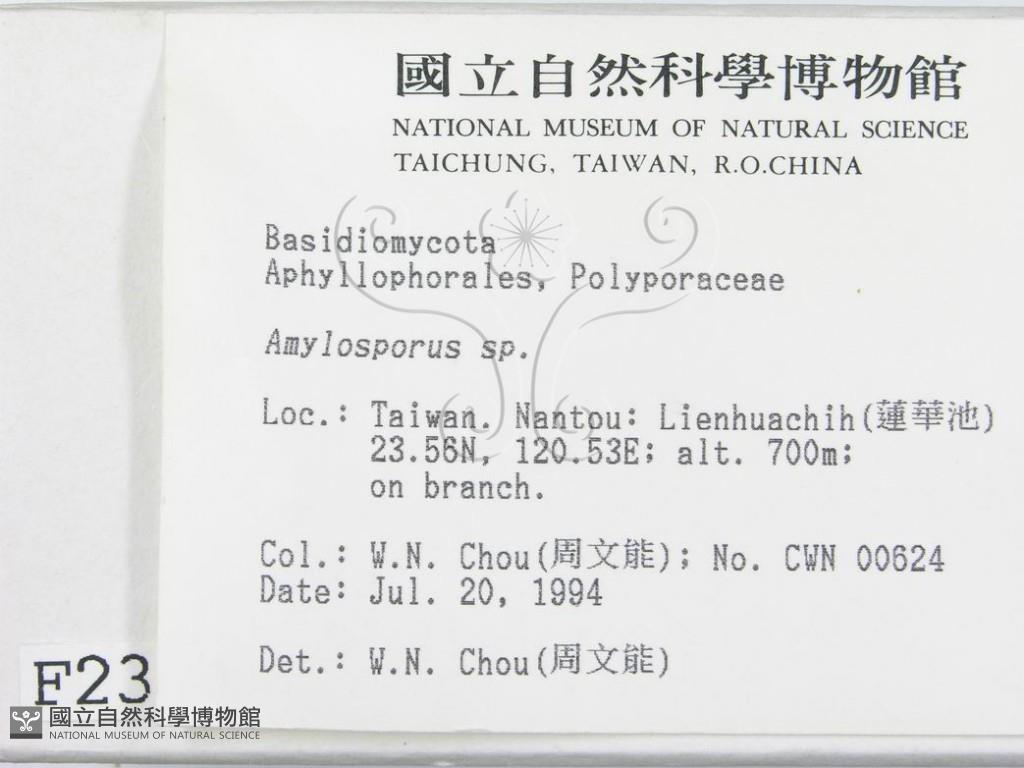 國立自然科學博物館
NATIONAL MUSEUM OF NATURAL SCIENCE
TAICHUNG, TAIWAN, R.O.CHINA
Basidiomycota
Aphyllophorales, Polyporaceae
Amylosporus sp.
Loc.: Taiwan. Nantou: Lienhuachih(蓮華池)
23.56N, 120.53E; alt. 700m;
on branch.
Col.: W.N. Chou(周文能); No. CWN 00624
Date: Jul. 20, 1994
Det.: W.N. Chou(周文能)
F23
國立自然科學博物館
NATIONAL MUSEUM OF NATURAL SCIENCE